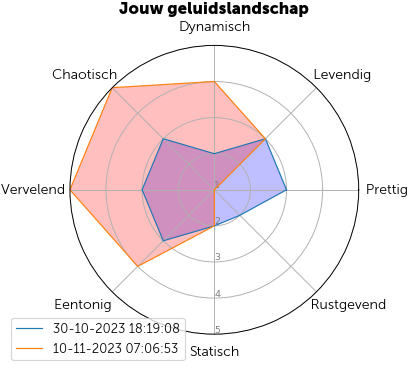 Jouw geluidslandschap
Dynamisch
Chaotisch
Levendig
Vervelend
1
Prettig
2
3
4
5
Eentonig
Rustgevend
Statisch
30-10-2023 18:19:08
10-11-2023 07:06:53